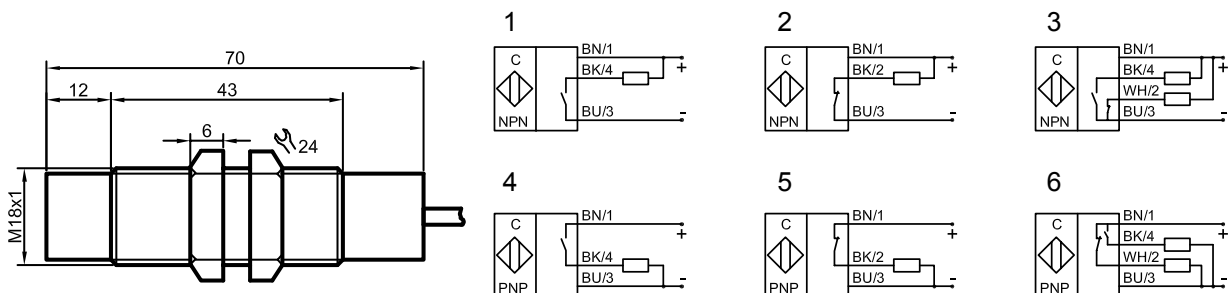 70
12
43
6
24
M18x1
1
C
NPN
BN/1
BK/4
BU/3
+
-
2
C
NPN
BN/1
BK/2
BU/3
+
-
3
C
NPN
BN/1
BK/4
WH/2
BU/3
+
-
4
C
PNP
BN/1
BK/4
BU/3
+
-
5
C
PNP
BN/1
BK/2
BU/3
+
-
6
C
PNP
BN/1
BK/4
WH/2
BU/3
+
-